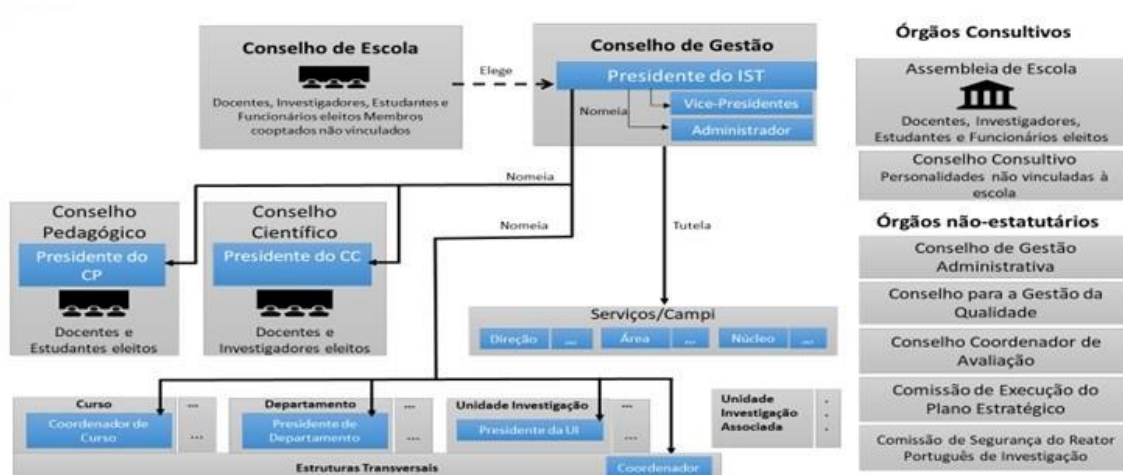 Conselho de Escola
Docentes, Investigadores, Estudantes e
Funcionários eleitos Membros
cooptados não vinculados
Elege
Conselho de Gestão
Presidente do IST
Nomeia
Vice-Presidentes
Administrador
Nomeia
Nomeia
Tutela
Conselho
Pedagógico
Presidente do
CP
Docentes e
Estudantes eleitos
Conselho
Científico
Presidente do CC
Docentes e
Investigadores eleitos
Serviços/Campi
Direção
...
Área
...
Núcleo
...
Curso
...
Coordenador de
Curso
...
Departamento
...
Presidente de
Departamento
...
Unidade Investigação
...
Presidente da UI
...
Unidade
Investigação
Associada
.
.
.
Estruturas Transversais
Coordenador
Órgãos Consultivos
Assembleia de Escola
Docentes, Investigadores,
Estudantes e Funcionários eleitos
Conselho Consultivo
Personalidades não vinculadas à
escola
Órgãos não-estatutários
Conselho de Gestão
Administrativa
Conselho para a Gestão da
Qualidade
Conselho Coordenador de
Avaliação
Comissão de Execução do
Plano Estratégico
Comissão de Segurança do Reator
Português de Investigação